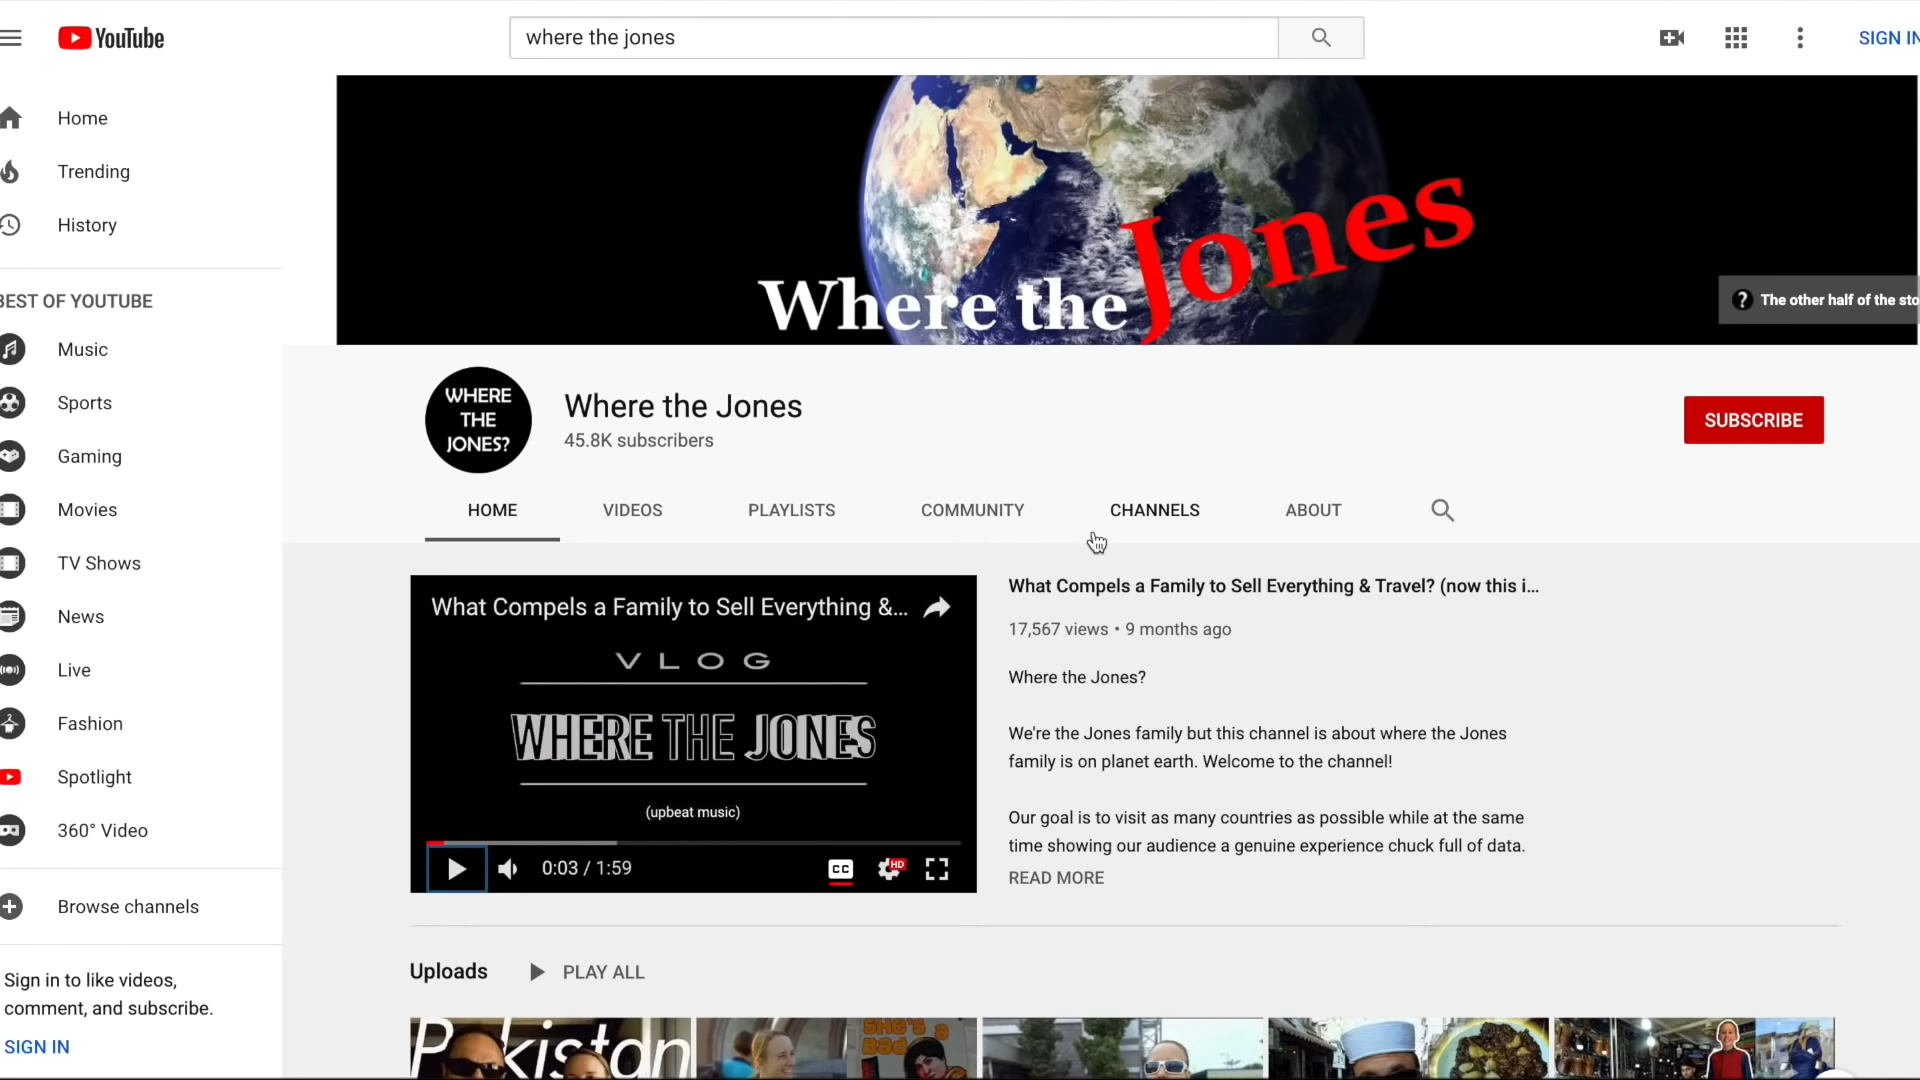 YouTube
where the jones
SIGN IN
Home
Trending
History
BEST OF YOUTUBE
Music
Sports
Gaming
Movies
TV Shows
News
Live
Fashion
Spotlight
360° Video
Browse channels
Sign in to like videos,
comment, and subscribe.
SIGN IN
Where the Jones
? The other half of the sto
WHERE
THE
JONES?
Where the Jones
45.8K subscribers
SUBSCRIBE
HOME VIDEOS PLAYLISTS COMMUNITY CHANNELS ABOUT
What Compels a Family to Sell Everything &...
VLOG
WHERE THE JONES
(upbeat music)
0:03 / 1:59
CC
HD
What Compels a Family to Sell Everything & Travel? (now this i...
17,567 views • 9 months ago
Where the Jones?
We're the Jones family but this channel is about where the Jones
family is on planet earth. Welcome to the channel!
Our goal is to visit as many countries as possible while at the same
time showing our audience a genuine experience chuck full of data.
READ MORE
Uploads PLAY ALL
Pakistan
SHE'S a
Bad